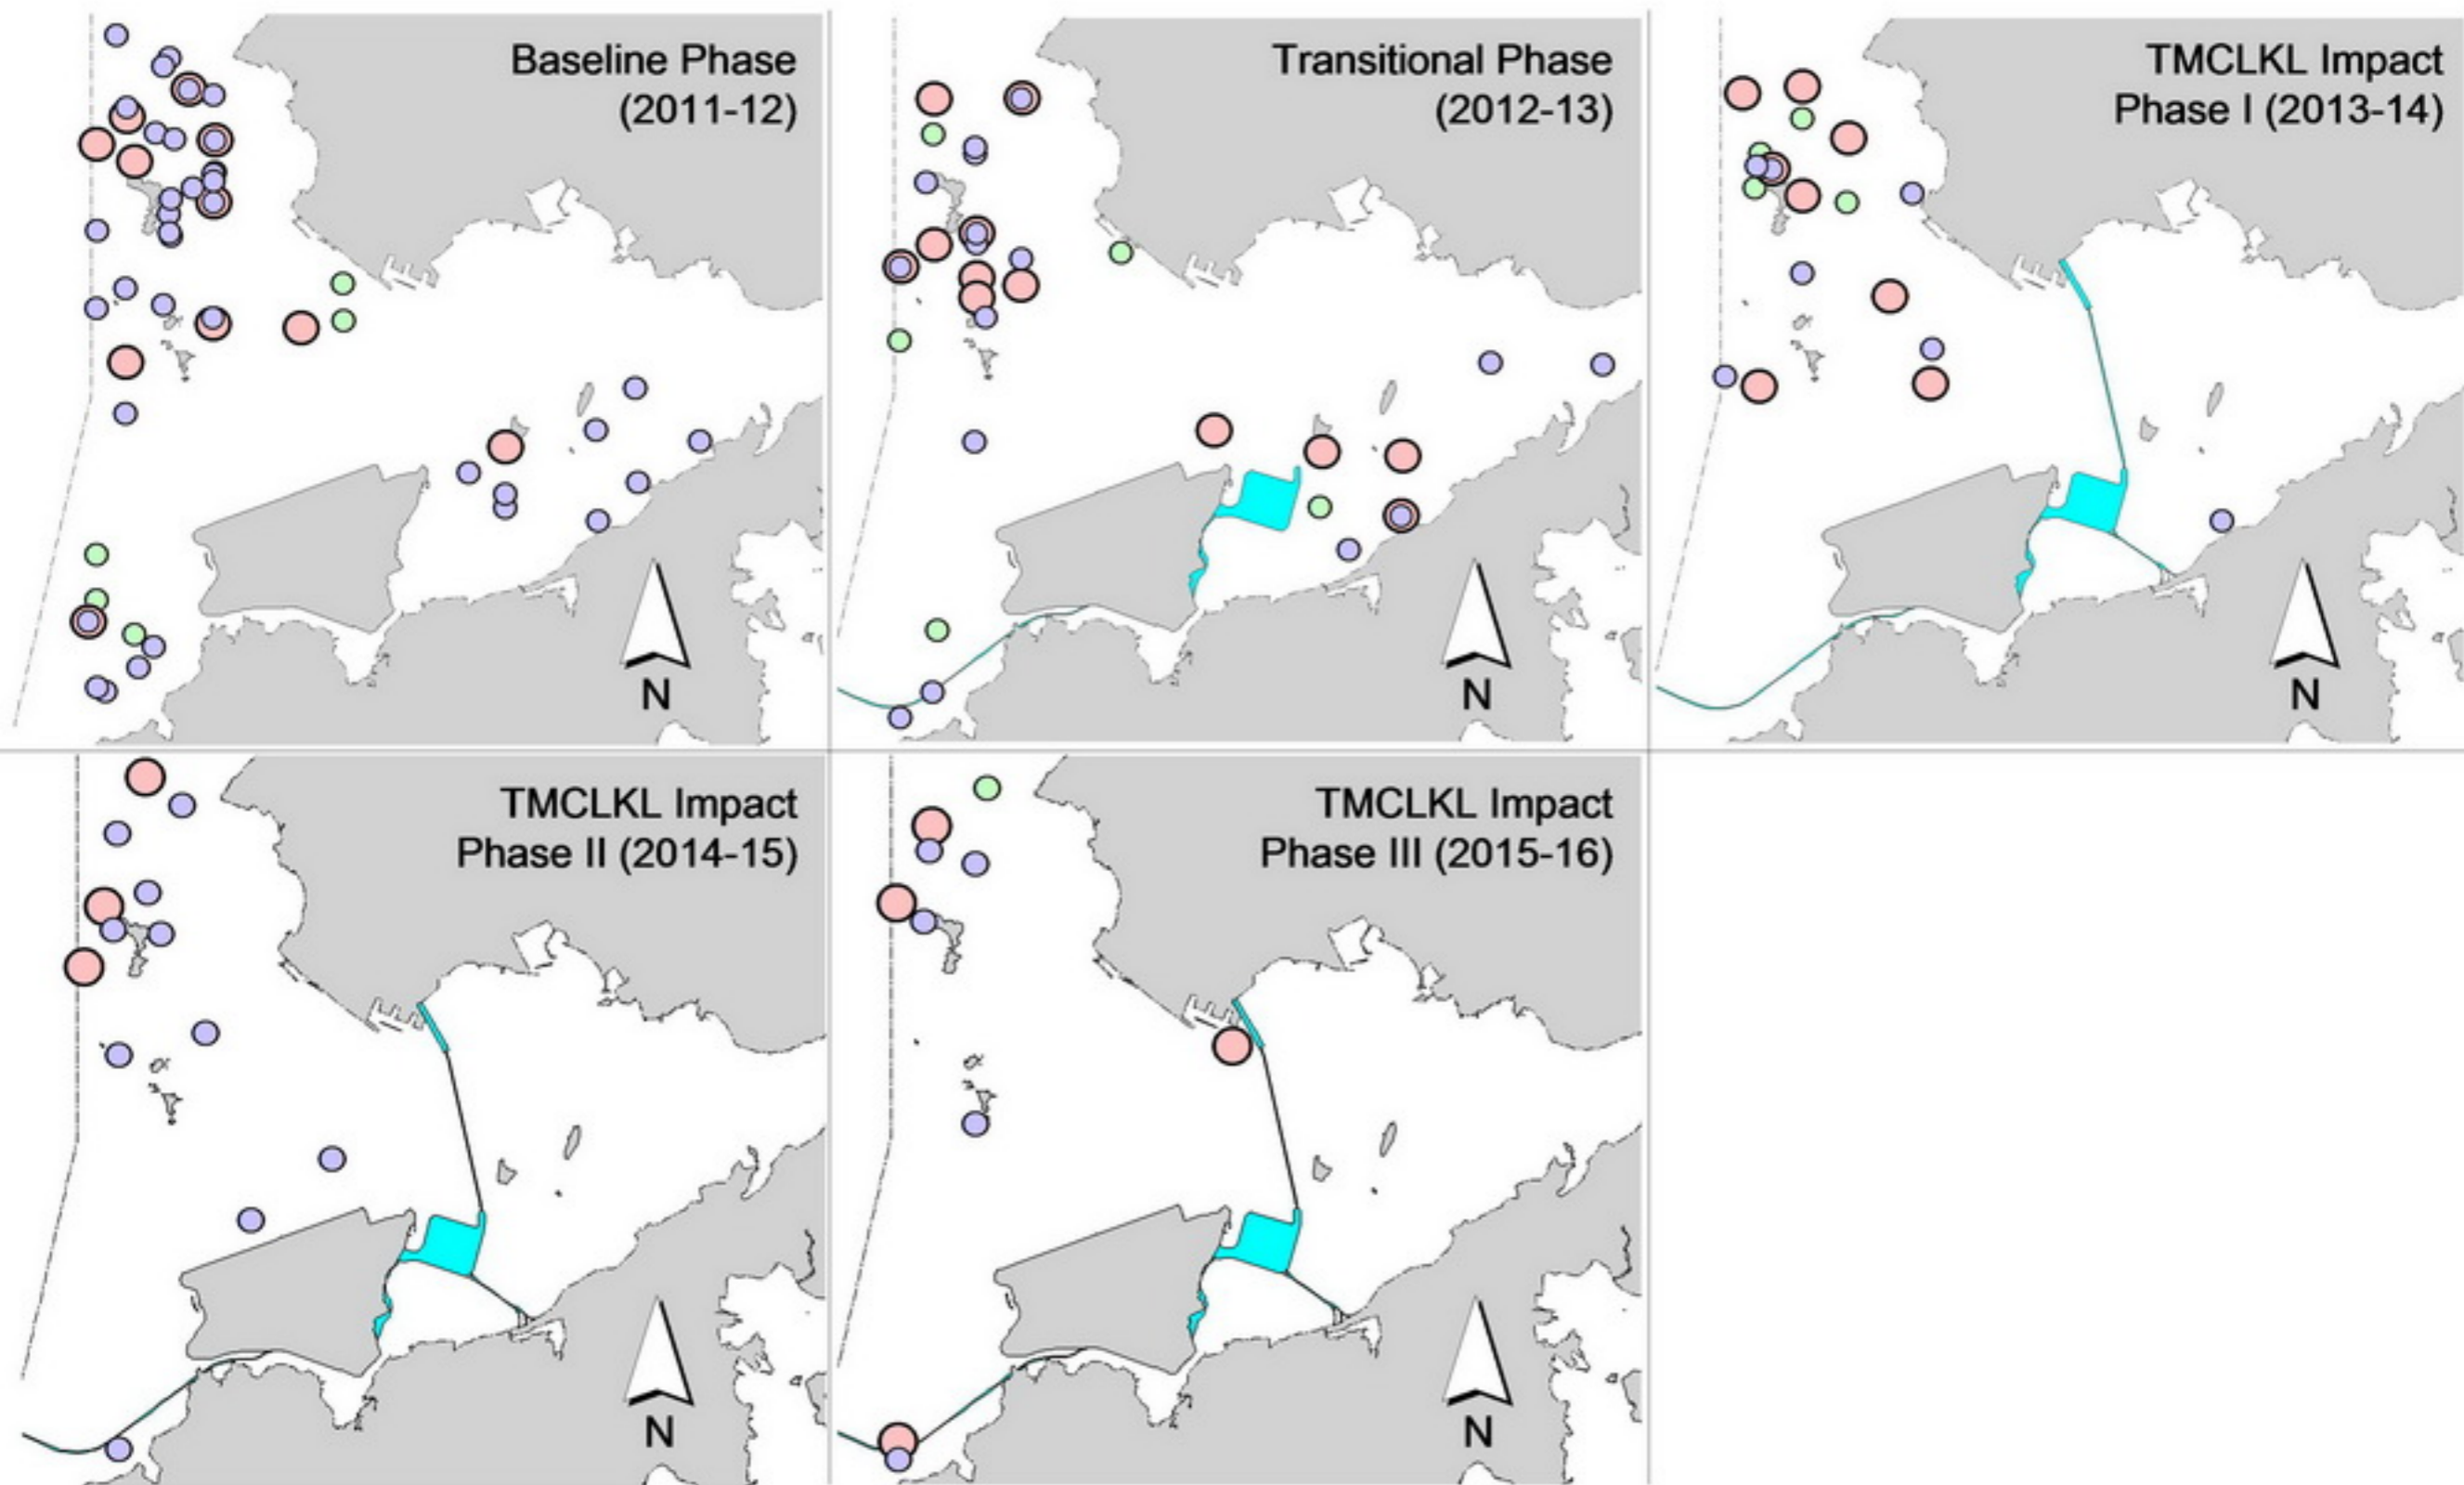 Baseline Phase
(2011-12)
Transitional Phase
(2012-13)
TMCLKL Impact
Phase I (2013-14)
N
N
N
TMCLKL Impact
Phase II (2014-15)
TMCLKL Impact
Phase III (2015-16)
N
N